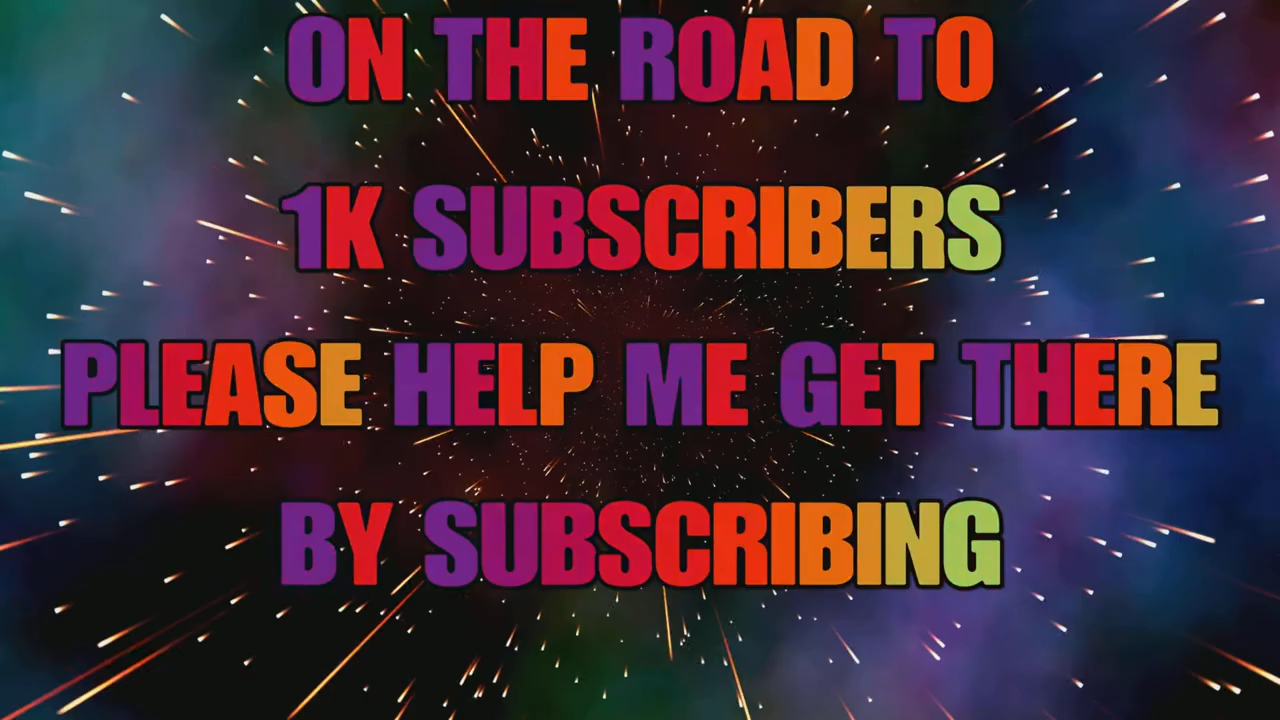 ON THE ROAD TO
1K SUBSCRIBERS
PLEASE HELP ME GET THERE
BY SUBSCRIBING